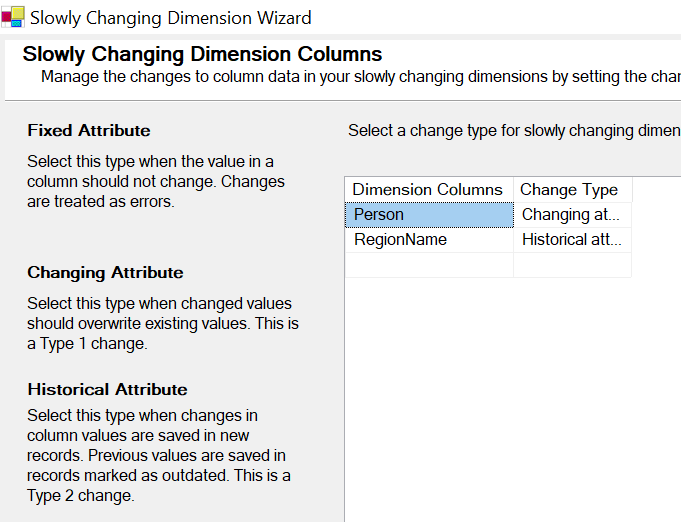 Slowly Changing Dimension Wizard
Slowly Changing Dimension Columns
Manage the changes to column data in your slowly changing dimensions by setting the char
Fixed Attribute
Select this type when the value in a
column should not change. Changes
are treated as errors.
Changing Attribute
Select this type when changed values
should overwrite existing values. This is
a Type 1 change.
Historical Attribute
Select this type when changes in
column values are saved in new
records. Previous values are saved in
records marked as outdated. This is a
Type 2 change.
Select a change type for slowly changing dimen
Dimension Columns Change Type
Person Changing at...
RegionName Historical att...